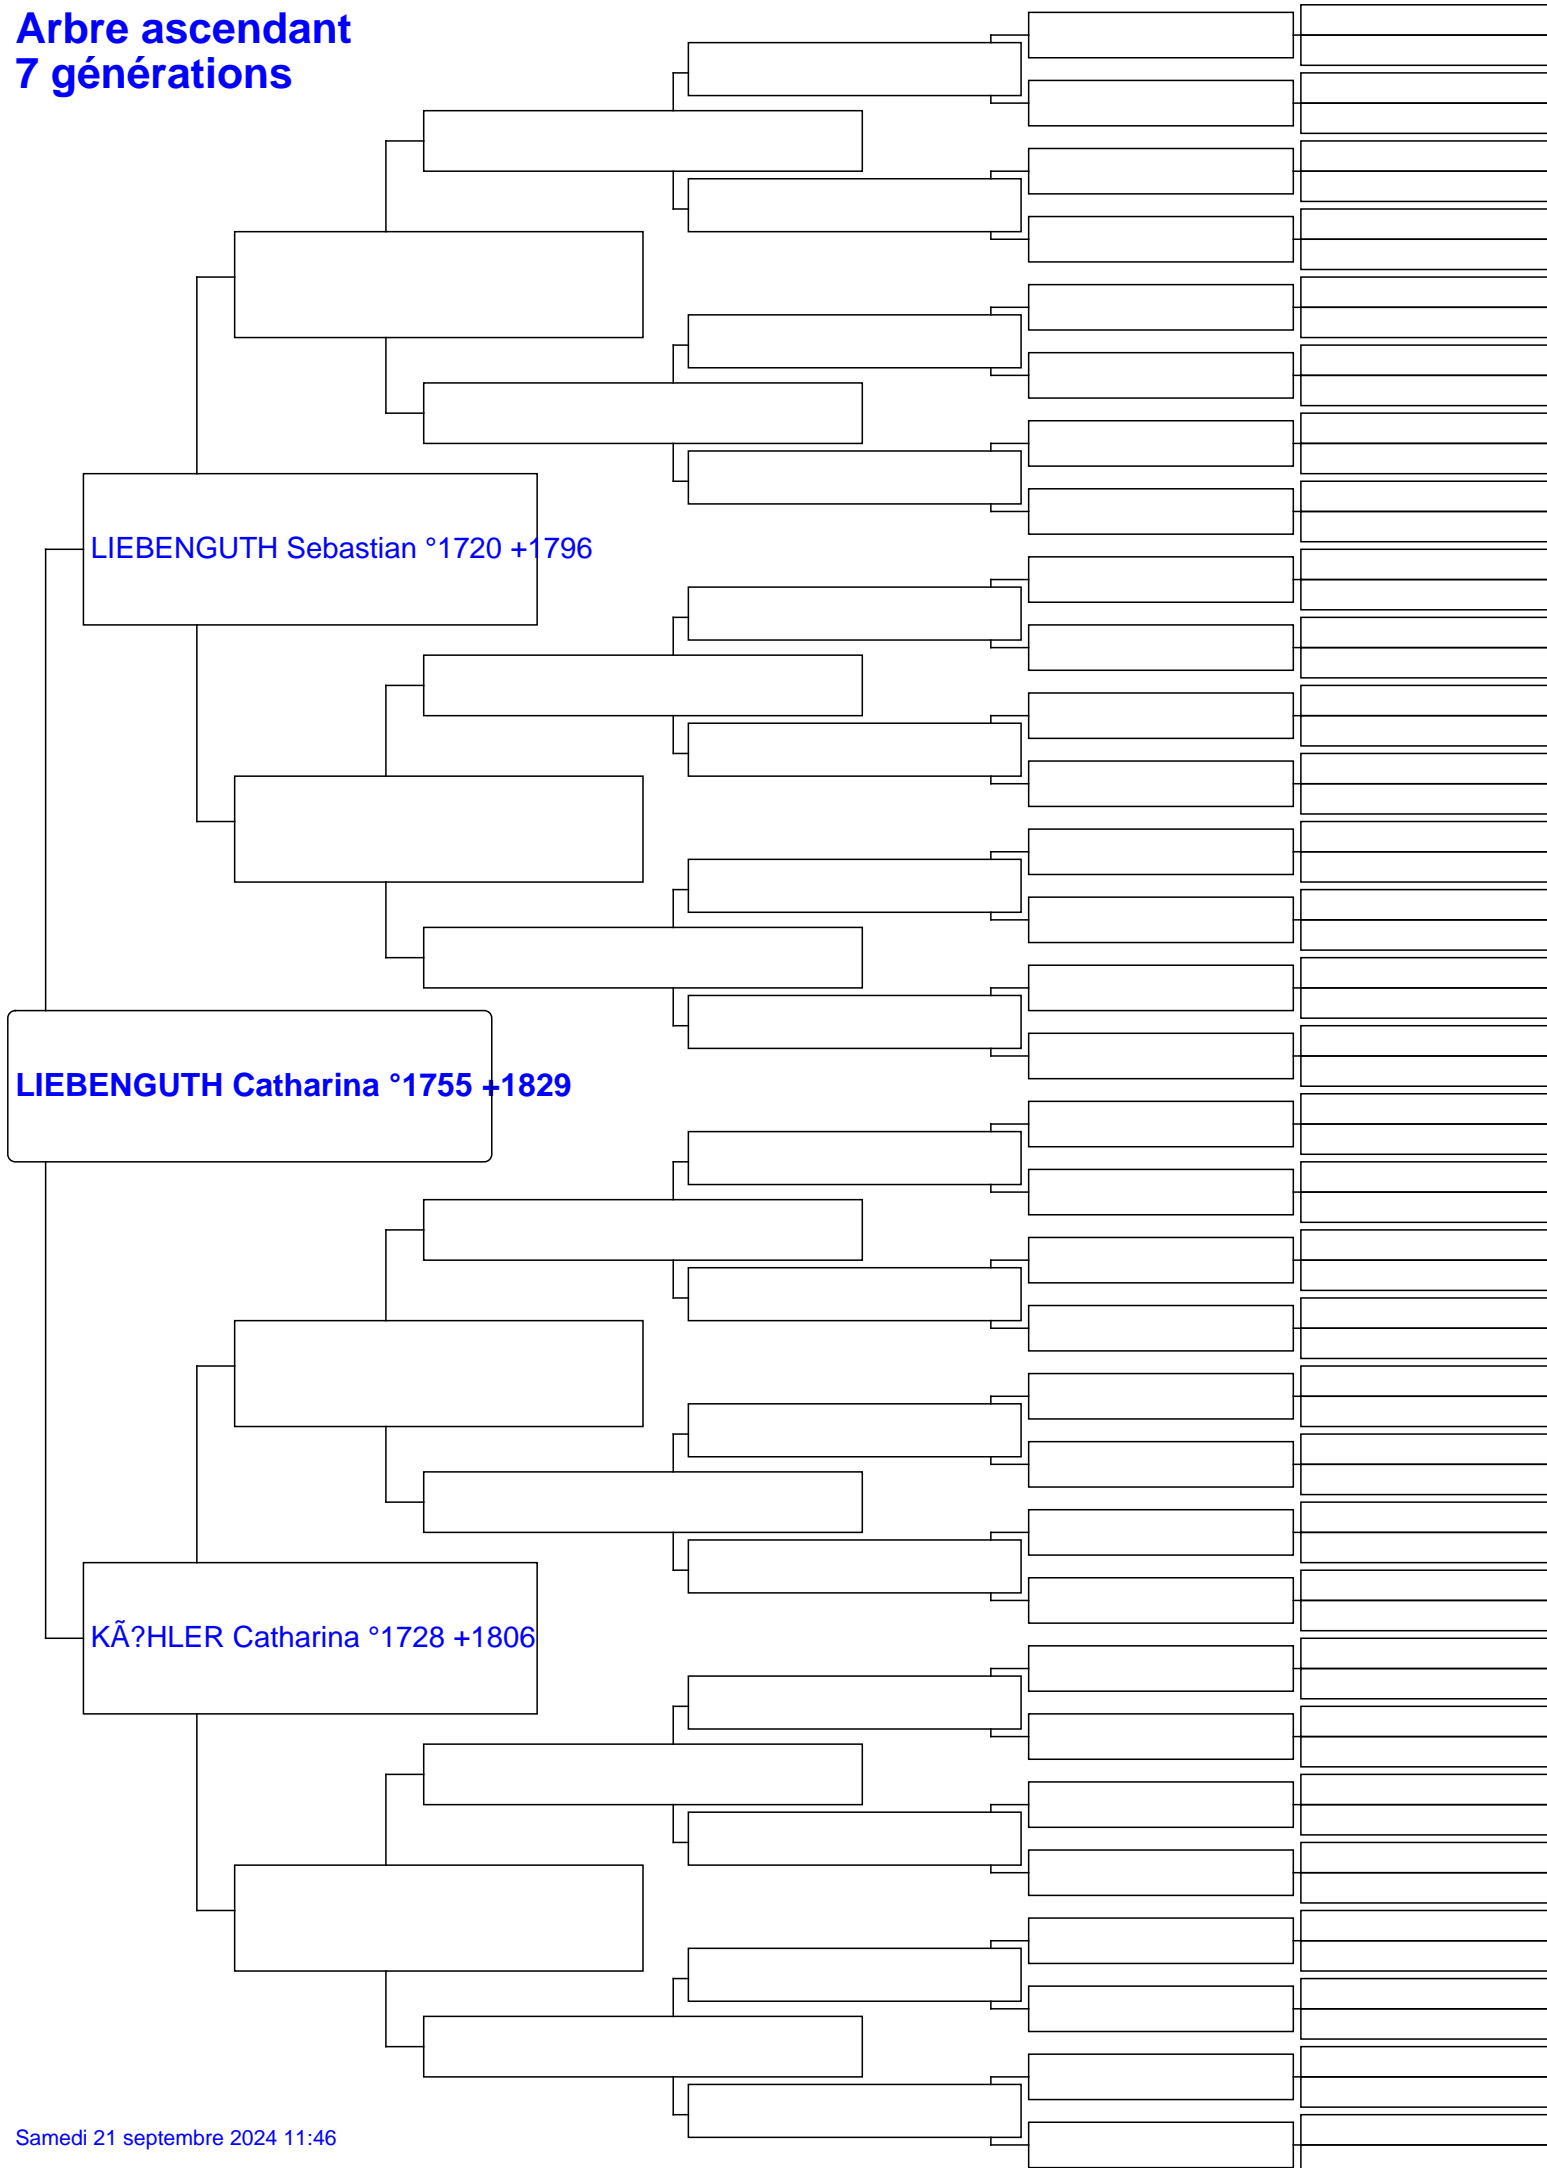 Arbre ascendant
7 générations
LIEBENGUTH Sebastian °1720 +1796
LIEBENGUTH Catharina °1755 +1829
KÃ?HLER Catharina °1728 +1806
Samedi 21 septembre 2024 11:46